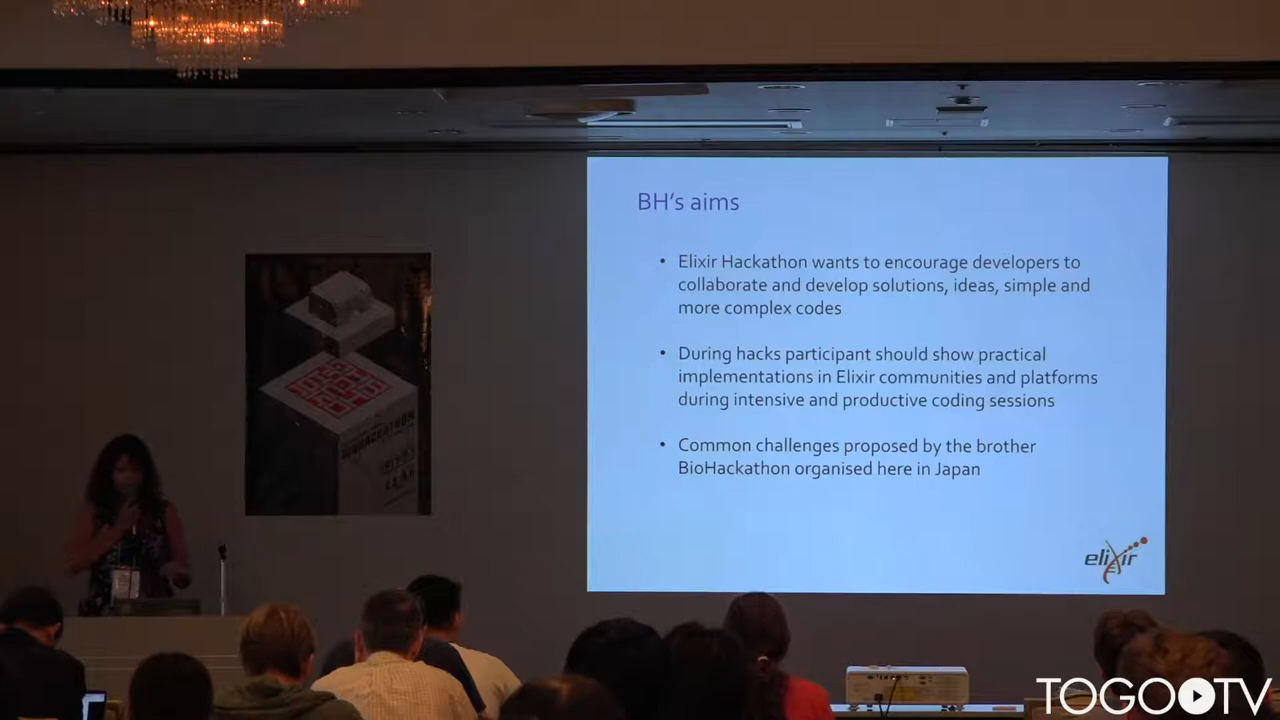 BH's aims
• Elixir Hackathon wants to encourage developers to
collaborate and develop solutions, ideas, simple and
more complex codes
• During hacks participant should show practical
implementations in Elixir communities and platforms
during intensive and productive coding sessions
• Common challenges proposed by the brother
BioHackathon organised here in Japan
elixir
BIOHACKATHON
TOGOTV